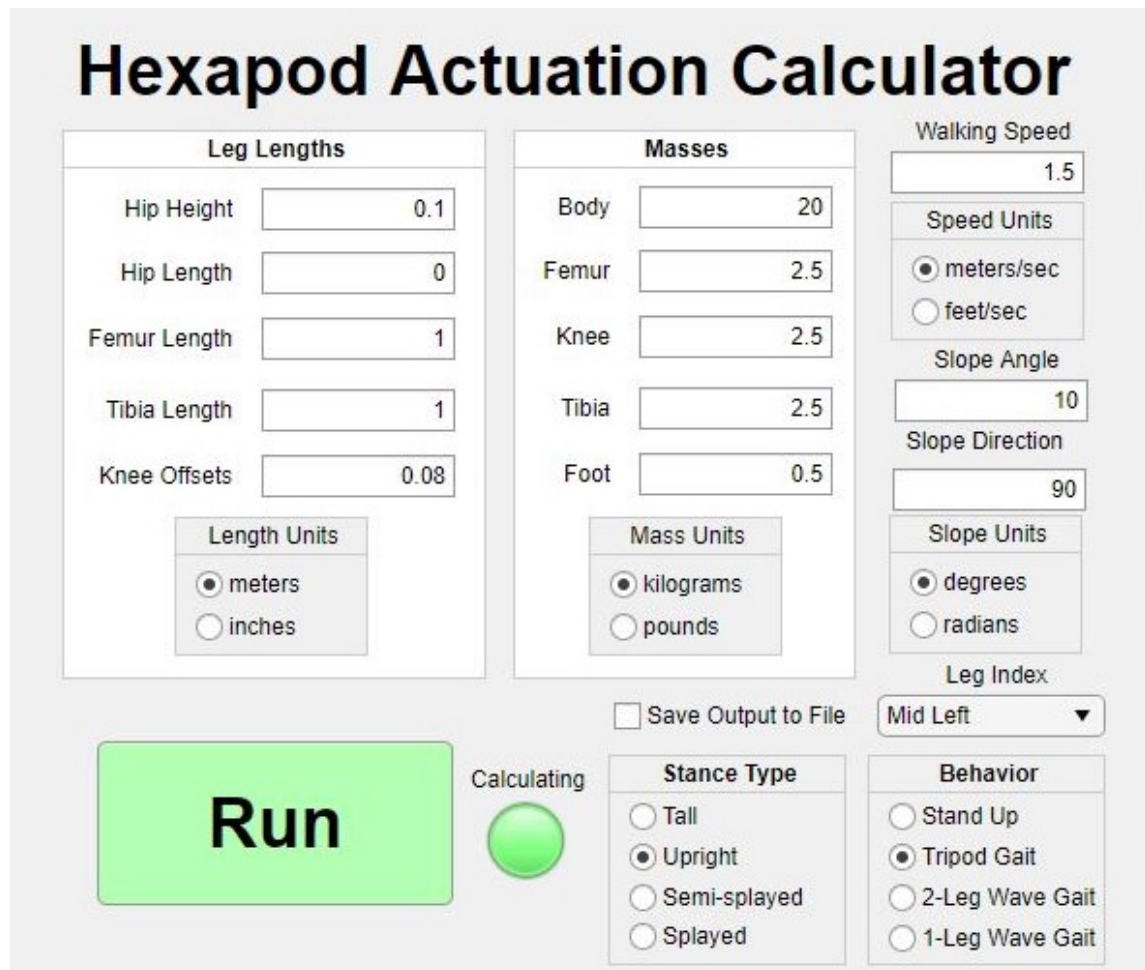 Hexapod Actuation Calculator
Leg Lengths
Hip Height 0.1
Hip Length 0
Femur Length 1
Tibia Length 1
Knee Offsets 0.08
Length Units
meters
inches
Masses
Body 20
Femur 2.5
Knee 2.5
Tibia 2.5
Foot 0.5
Mass Units
kilograms
pounds
Walking Speed
1.5
Speed Units
meters/sec
feet/sec
Slope Angle
10
Slope Direction
90
Slope Units
degrees
radians
Leg Index
Mid Left
Save Output to File
Run
Calculating
Stance Type
Tall
Upright
Semi-splayed
Splayed
Behavior
Stand Up
Tripod Gait
2-Leg Wave Gait
1-Leg Wave Gait